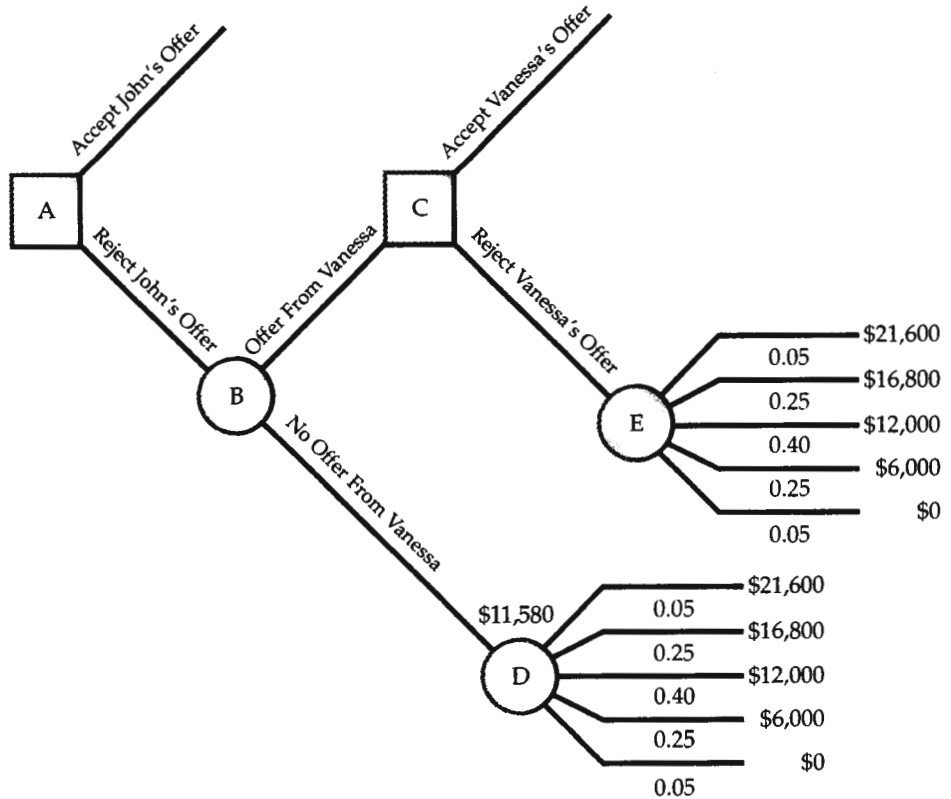 Accept John's Offer
Accept Vanessa's Offer
A
C
Reject John's Offer
Offer From Vanessa
Reject Vanessa's Offer
B
No Offer From Vanessa
E
$21,600
0.05
$16,800
0.25
$12,000
0.40
$6,000
0.25
$0
0.05
$11,580
D
$21,600
0.05
$16,800
0.25
$12,000
0.40
$6,000
0.25
$0
0.05